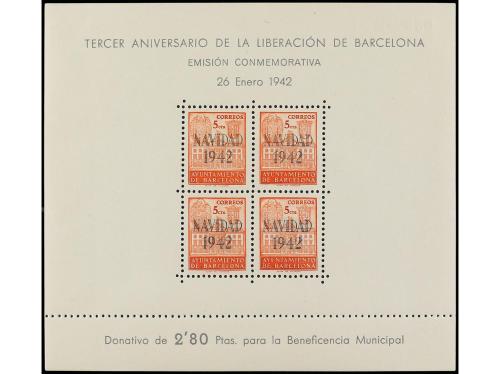 TERCER ANIVERSARIO DE LA LIBERACIÓN DE BARCELONA
EMISIÓN CONMEMORATIVA
26 Enero 1942
CORREOS CORREOS
5 cts 5 cts
NAVIDAD NAVIDAD
1942 1942
AYUNTAMIENTO AYUNTAMIENTO
DE BARCELONA DE BARCELONA
CORREOS CORREOS
5 cts 5 cts
NAVIDAD NAVIDAD
1942 1942
AYUNTAMIENTO AYUNTAMIENTO
DE BARCELONA DE BARCELONA
Donativo de 2'80 Ptas. para la Beneficencia Municipal